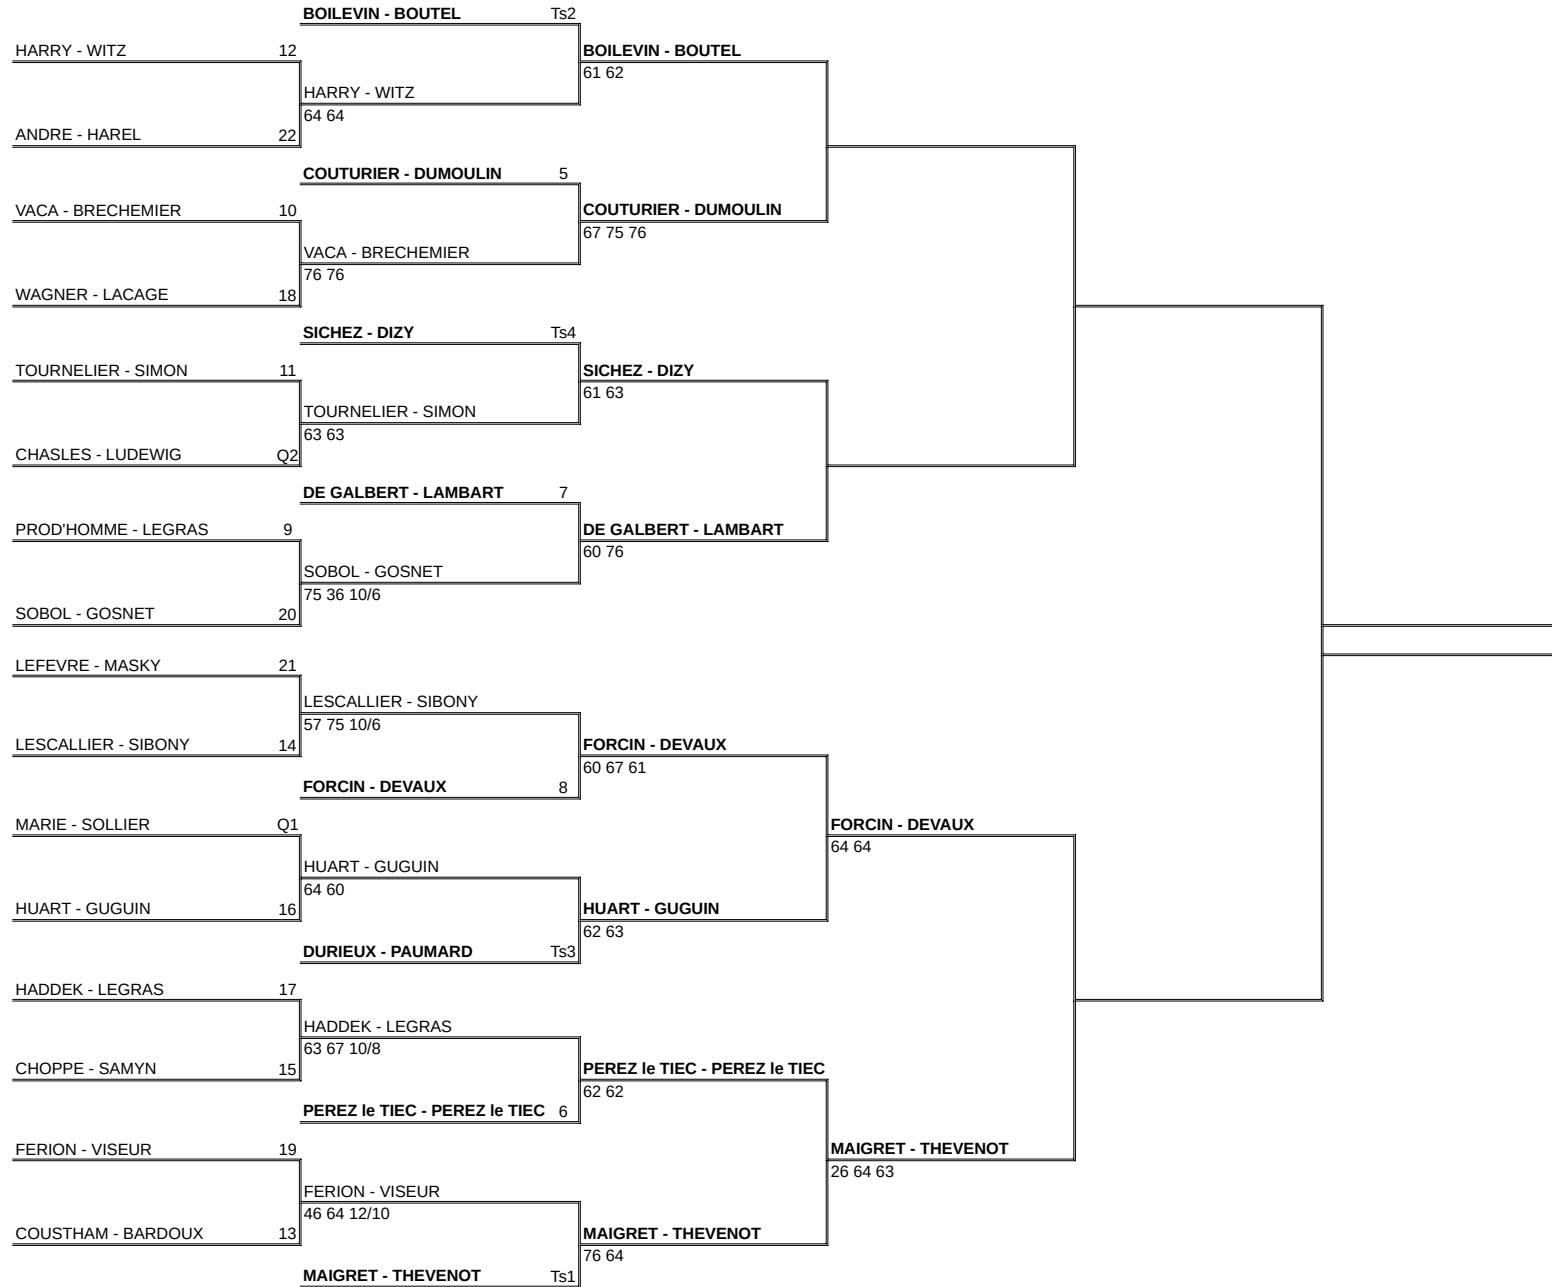 BOILEVIN - BOUTEL Ts2
HARRY - WITZ 12
BOILEVIN - BOUTEL
61 62
HARRY - WITZ
64 64
ANDRE - HAREL 22
COUTURIER - DUMOULIN 5
VACA - BRECHEMIER 10
COUTURIER - DUMOULIN
67 75 76
VACA - BRECHEMIER
76 76
WAGNER - LACAGE 18
SICHEZ - DIZY Ts4
TOURNELIER - SIMON 11
SICHEZ - DIZY
61 63
TOURNELIER - SIMON
63 63
CHASLES - LUDEWIG Q2
DE GALBERT - LAMBART 7
PROD'HOMME - LEGRAS 9
DE GALBERT - LAMBART
60 76
SOBOL - GOSNET
75 36 10/6
SOBOL - GOSNET 20
LEFEVRE - MASKY 21
LESCALLIER - SIBONY
57 75 10/6
LESCALLIER - SIBONY 14
FORCIN - DEVAUX
60 67 61
FORCIN - DEVAUX 8
MARIE - SOLLIER Q1
FORCIN - DEVAUX
64 64
HUART - GUGUIN
64 60
HUART - GUGUIN 16
HUART - GUGUIN
62 63
DURIEUX - PAUMARD Ts3
HADDEK - LEGRAS 17
HADDEK - LEGRAS
63 67 10/8
CHOPPE - SAMYN 15
PEREZ le TIEC - PEREZ le TIEC
62 62
PEREZ le TIEC - PEREZ le TIEC 6
FERION - VISEUR 19
MAIGRET - THEVENOT
26 64 63
FERION - VISEUR
46 64 12/10
COUSTHAM - BARDOUX 13
MAIGRET - THEVENOT
76 64
MAIGRET - THEVENOT Ts1